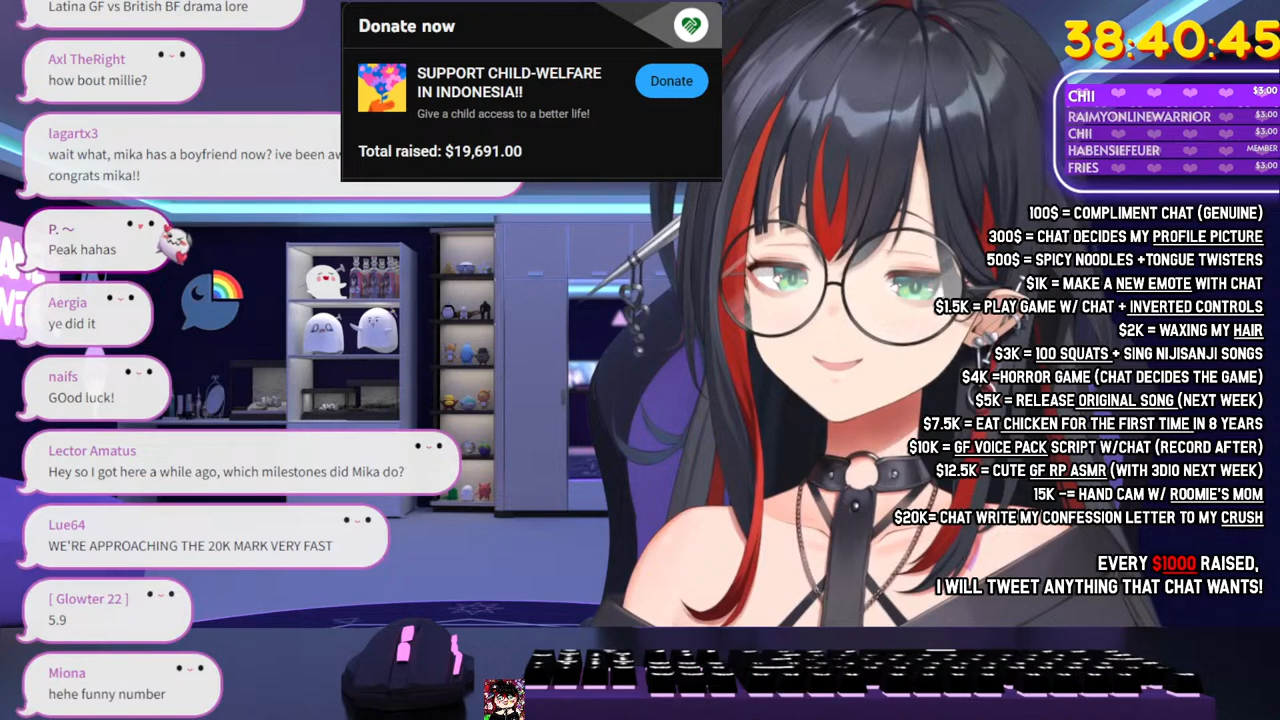 Latina GF vs British BF drama lore
Axl TheRight
how bout millie?
lagartx3
wait what, mika has a boyfriend now? ive been aw
congrats mika!!
P. ～
Peak hahas
Aergia
ye did it
naifs
GOod luck!
Lector Amatus
Hey so I got here a while ago, which milestones did Mika do?
Lue64
WE'RE APPROACHING THE 20K MARK VERY FAST
[ Glowter 22 ]
5.9
Miona
hehe funny number
Donate now
SUPPORT CHILD-WELFARE
IN INDONESIA!!
Give a child access to a better life!
Donate
Total raised: $19,691.00
38:40:45
CHII $3.00
RAIMYONLINEWARRIOR $3.00
CHII $3.00
HABENSIEFEUER MEMBER
FRIES $3.00
100$ = COMPLIMENT CHAT (GENUINE)
300$ = CHAT DECIDES MY PROFILE PICTURE
500$ = SPICY NOODLES +TONGUE TWISTERS
$1K = MAKE A NEW EMOTE WITH CHAT
$1.5K = PLAY GAME W/ CHAT + INVERTED CONTROLS
$2K = WAXING MY HAIR
$3K = 100 SQUATS + SING NIJISANJI SONGS
$4K =HORROR GAME (CHAT DECIDES THE GAME)
$5K = RELEASE ORIGINAL SONG (NEXT WEEK)
$7.5K = EAT CHICKEN FOR THE FIRST TIME IN 8 YEARS
$10K = GF VOICE PACK SCRIPT W/CHAT (RECORD AFTER)
$12.5K = CUTE GF RP ASMR (WITH 3DIO NEXT WEEK)
15K -= HAND CAM W/ ROOMIE'S MOM
$20K= CHAT WRITE MY CONFESSION LETTER TO MY CRUSH
EVERY $1000 RAISED,
I WILL TWEET ANYTHING THAT CHAT WANTS!